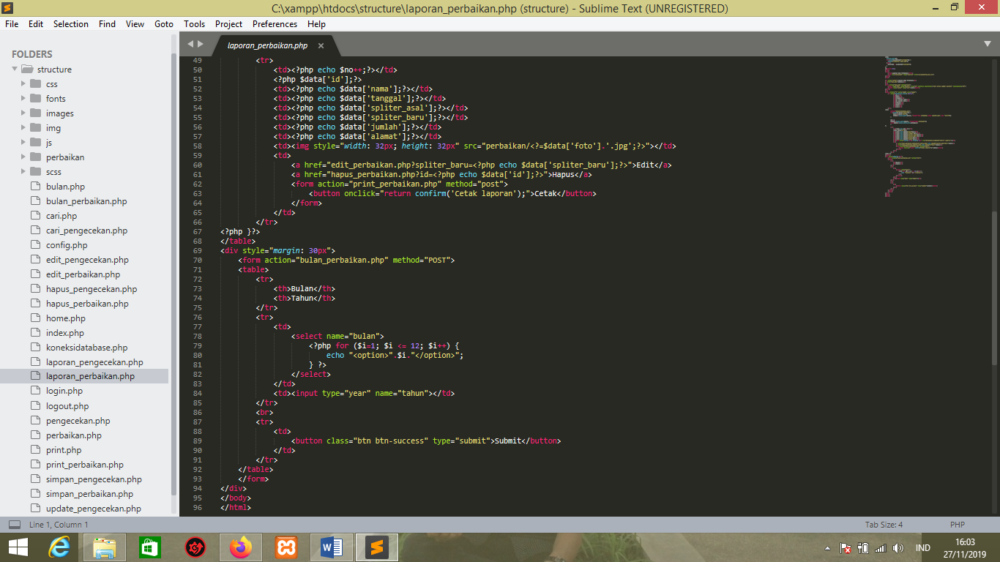 C:\xampp\htdocs\structure\laporan_perbaikan.php (structure) - Sublime Text (UNREGISTERED)
File Edit Selection Find View Goto Tools Project Preferences Help
FOLDERS
structure
css
fonts
images
img
js
perbaikan
scss
bulan.php
bulan_perbaikan.php
cari.php
cari_pengecekan.php
config.php
edit_pengecekan.php
edit_perbaikan.php
hapus_pengecekan.php
hapus_perbaikan.php
home.php
index.php
koneksidatabase.php
laporan_pengecekan.php
laporan_perbaikan.php
login.php
logout.php
pengecekan.php
perbaikan.php
print.php
print_perbaikan.php
simpan_pengecekan.php
simpan_perbaikan.php
update_pengecekan.php
laporan_perbaikan.php
49 <tr>
50 <td><?php echo $no++;?></td>
51 <?php $data['id'];?>
52 <td><?php echo $data['nama'];?></td>
53 <td><?php echo $data['tanggal'];?></td>
54 <td><?php echo $data['spliter_asal'];?></td>
55 <td><?php echo $data['spliter_baru'];?></td>
56 <td><?php echo $data['jumlah'];?></td>
57 <td><?php echo $data['alamat'];?></td>
58 <td><img style="width: 32px; height: 32px" src="perbaikan/<?=$data['foto'].'.jpg';?>"></td>
59 <td>
60 <a href="edit_perbaikan.php?spliter_baru=<?php echo $data['spliter_baru'];?>">Edit</a>
61 <a href="hapus_perbaikan.php?id=<?php echo $data['id'];?>">Hapus</a>
62 <form action="print_perbaikan.php" method="post">
63 <button onclick="return confirm('Cetak laporan');">Cetak</button>
64 </form>
65 </td>
66 </tr>
67 <?php }?>
68 </table>
69 <div style="margin: 30px">
70 <form action="bulan_perbaikan.php" method="POST">
71 <table>
72 <tr>
73 <th>Bulan</th>
74 <th>Tahun</th>
75 </tr>
76 <tr>
77 <td>
78 <select name="bulan">
79 <?php for ($i=1; $i <= 12; $i++) {
80 echo "<option>".$i."</option>";
81 } ?>
82 </select>
83 </td>
84 <td><input type="year" name="tahun"></td>
85 </tr>
86 <br>
87 <tr>
88 <td>
89 <button class="btn btn-success" type="submit">Submit</button>
90 </td>
91 </tr>
92 </table>
93 </form>
94 </div>
95 </body>
96 </html>
Line 1, Column 1
Tab Size: 4
PHP
IND
16:03
27/11/2019